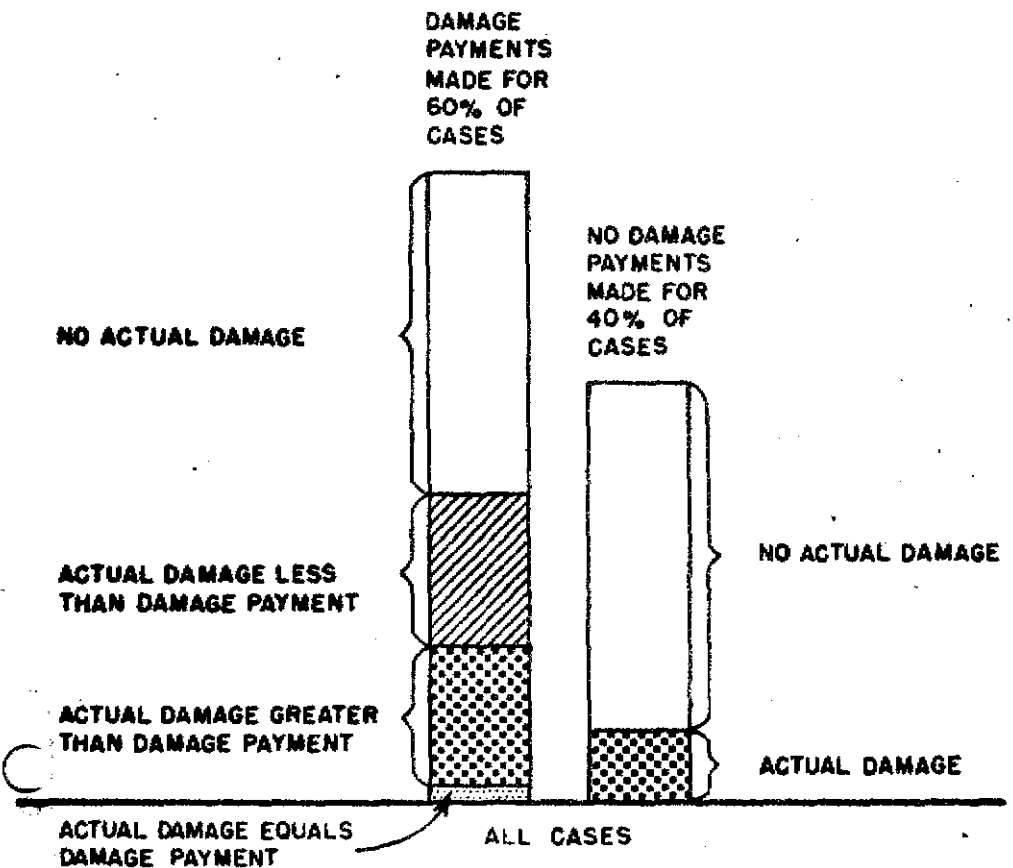 DAMAGE
PAYMENTS
MADE FOR
60% OF
CASES
NO DAMAGE
PAYMENTS
MADE FOR
40% OF
CASES
NO ACTUAL DAMAGE
ACTUAL DAMAGE LESS
THAN DAMAGE PAYMENT
ACTUAL DAMAGE GREATER
THAN DAMAGE PAYMENT
ACTUAL DAMAGE EQUALS
DAMAGE PAYMENT
NO ACTUAL DAMAGE
ACTUAL DAMAGE
ALL CASES